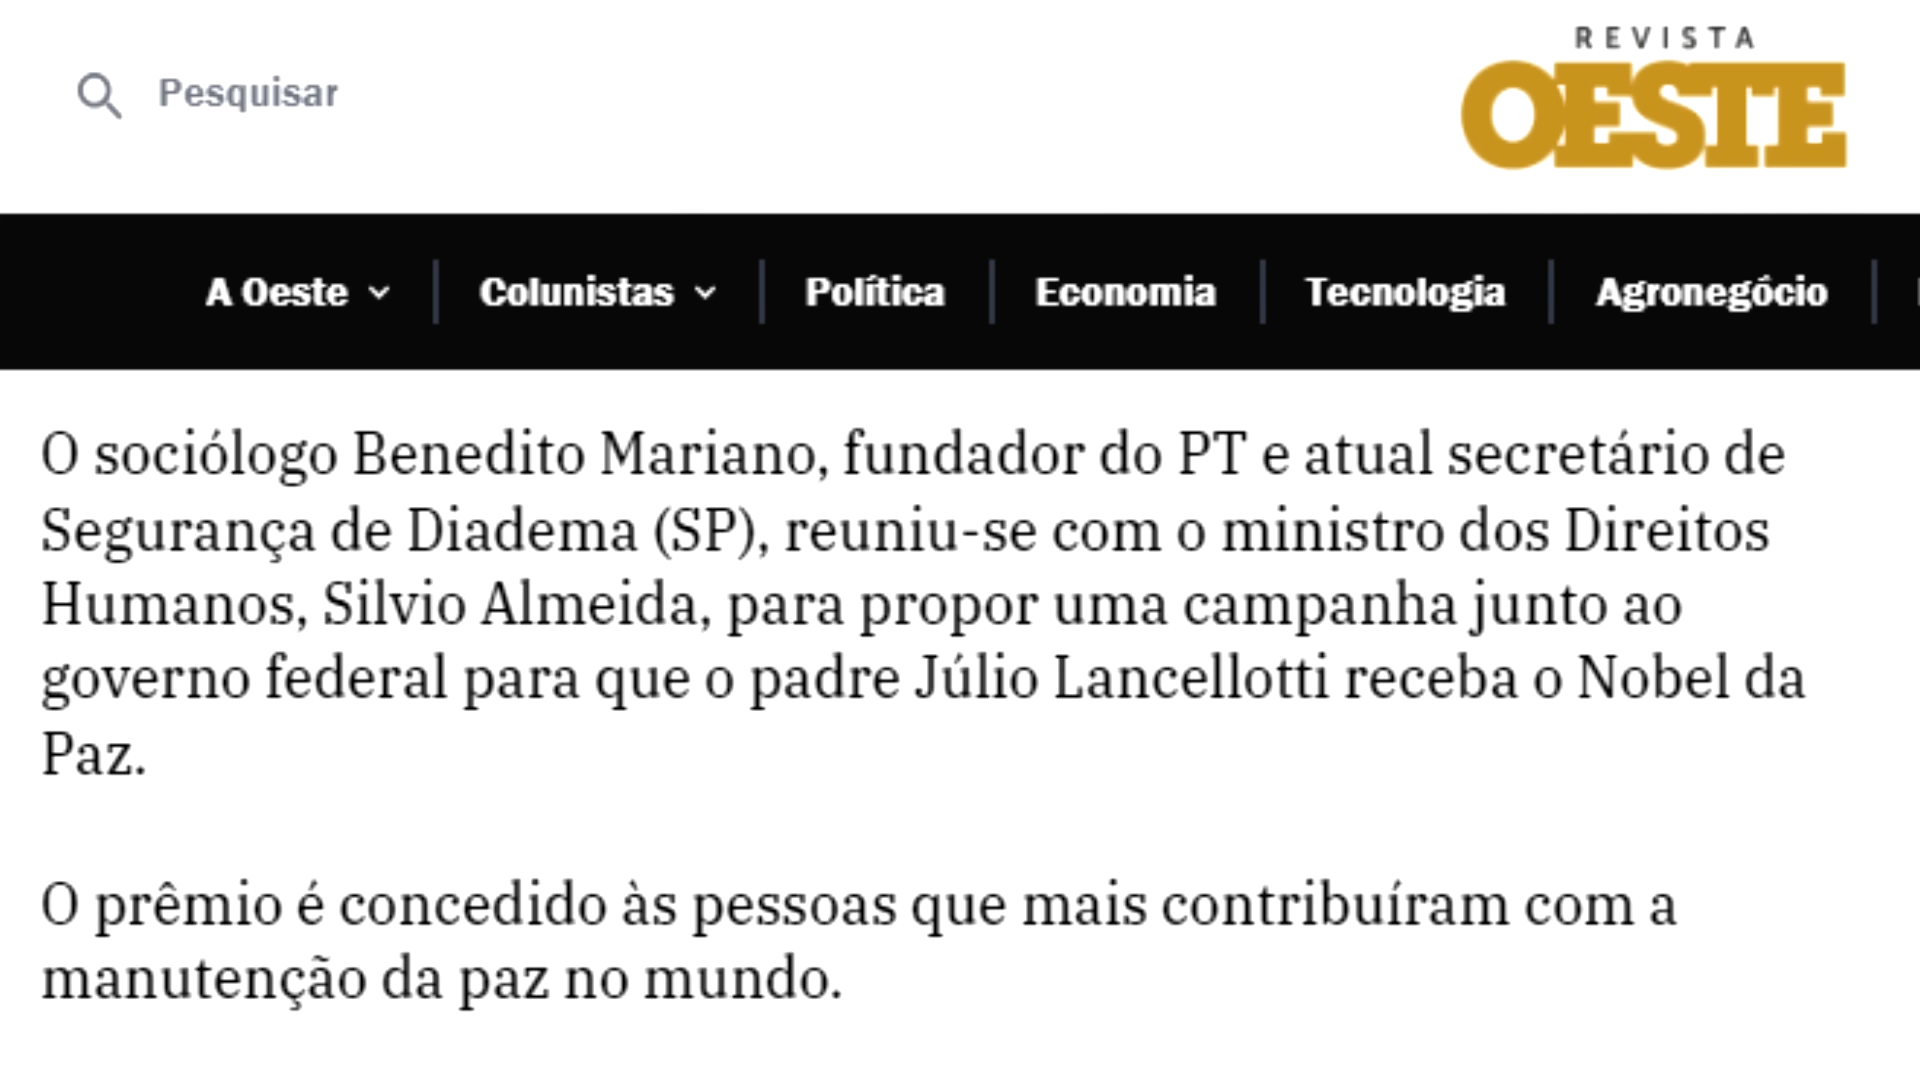 REVISTA
OESTE
Pesquisar
A Oeste
Colunistas
Política
Economia
Tecnologia
Agronegócio
O sociólogo Benedito Mariano, fundador do PT e atual secretário de
Segurança de Diadema (SP), reuniu-se com o ministro dos Direitos
Humanos, Silvio Almeida, para propor uma campanha junto ao
governo federal para que o padre Júlio Lancellotti receba o Nobel da
Paz.
O prêmio é concedido às pessoas que mais contribuíram com a
manutenção da paz no mundo.